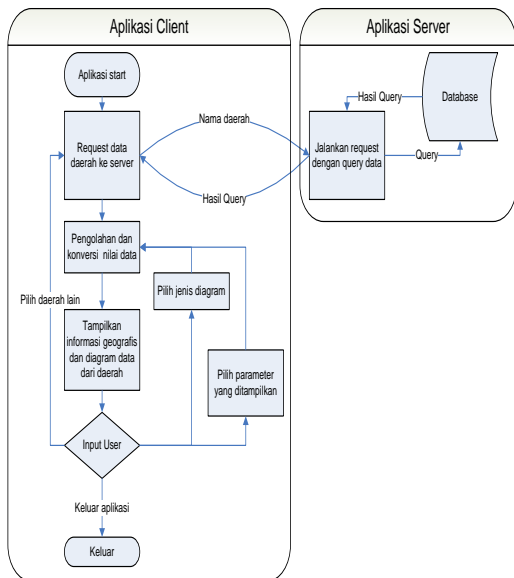 Aplikasi Client
Aplikasi Server
Aplikasi start
Request data
daerah ke server
Nama daerah
Hasil Query
Jalankan request
dengan query data
Hasil Query
Query
Database
Pengolahan dan
konversi nilai data
Pilih jenis diagram
Pilih daerah lain
Tampilkan
informasi geografis
dan diagram data
dari daerah
Pilih parameter
yang ditampilkan
Input User
Keluar aplikasi
Keluar